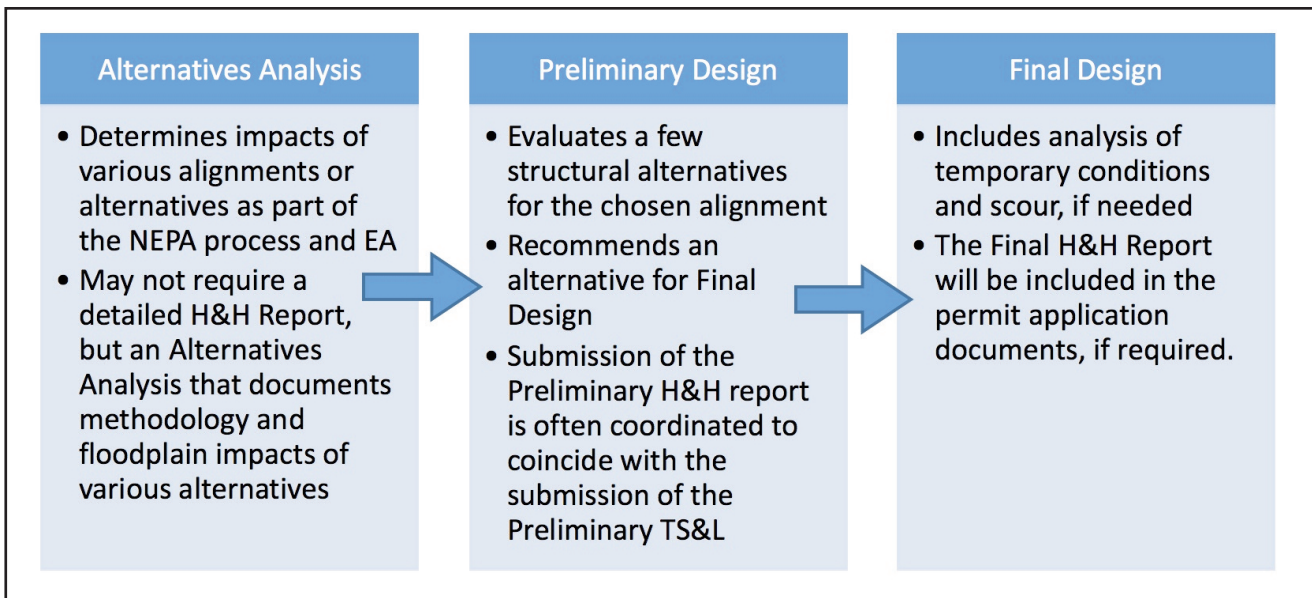 Alternatives Analysis
• Determines impacts of
various alignments or
alternatives as part of
the NEPA process and EA
• May not require a
detailed H&H Report,
but an Alternatives
Analysis that documents
methodology and
floodplain impacts of
various alternatives
Preliminary Design
• Evaluates a few
structural alternatives
for the chosen alignment
• Recommends an
alternative for Final
Design
• Submission of the
Preliminary H&H report
is often coordinated to
coincide with the
submission of the
Preliminary TS&L
Final Design
• Includes analysis of
temporary conditions
and scour, if needed
• The Final H&H Report
will be included in the
permit application
documents, if required.